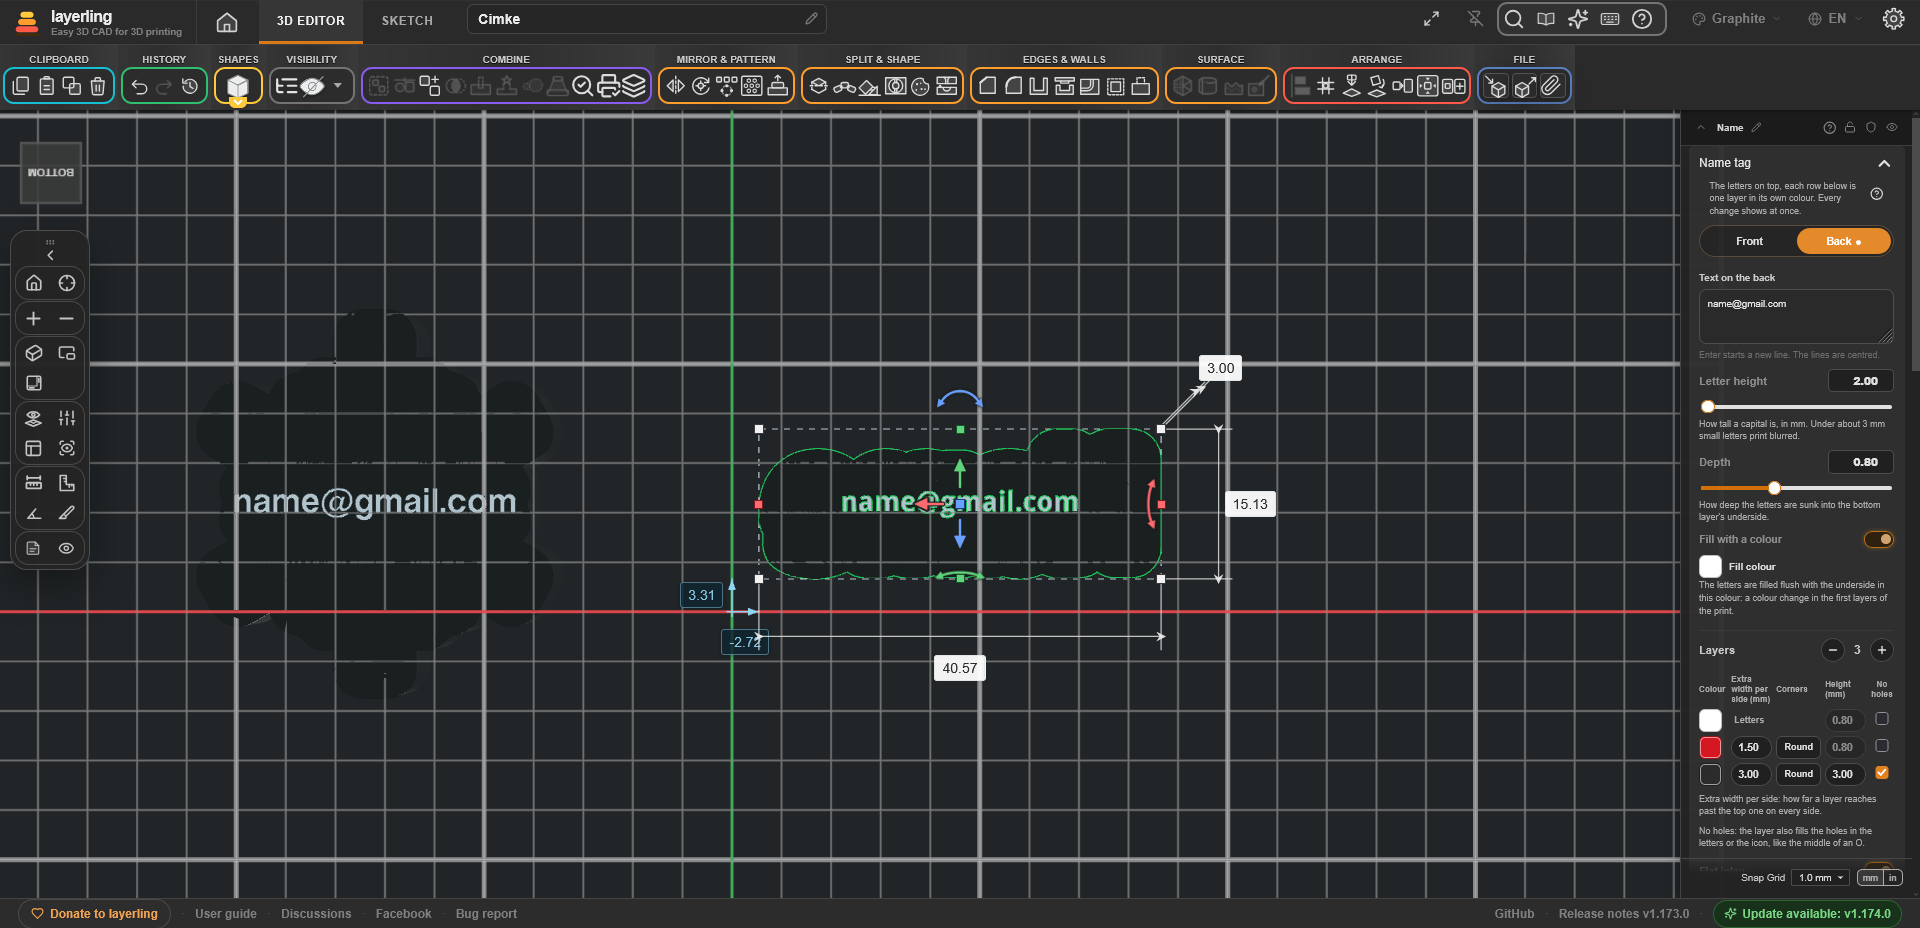 layerling
Easy 3D CAD for 3D printing
3D EDITOR
SKETCH
Cimke
Graphite
EN
CLIPBOARD
HISTORY
SHAPES
VISIBILITY
COMBINE
MIRROR & PATTERN
SPLIT & SHAPE
EDGES & WALLS
SURFACE
ARRANGE
FILE
BOTTOM
name@gmail.com
name@gmail.com
3.00
15.13
3.31
-2.72
40.57
Name
Name tag
The letters on top, each row below is
one layer in its own colour. Every
change shows at once.
Front
Back
Text on the back
name@gmail.com
Enter starts a new line. The lines are centred.
Letter height
2.00
How tall a capital is, in mm. Under about 3 mm
small letters print blurred.
Depth
0.80
How deep the letters are sunk into the bottom
layer's underside.
Fill with a colour
Fill colour
The letters are filled flush with the underside in
this colour: a colour change in the first layers of
the print.
Layers
3
Colour
Extra
width per
side (mm)
Corners
Height
(mm)
No
holes
Letters
0.80
1.50
Round
0.80
3.00
Round
3.00
Extra width per side: how far a layer reaches
past the top one on every side.
No holes: the layer also fills the holes in the
letters or the icon, like the middle of an O.
Snap Grid
1.0 mm
mm
in
Donate to layerling
User guide
Discussions
Facebook
Bug report
GitHub
Release notes v1.173.0
Update available: v1.174.0